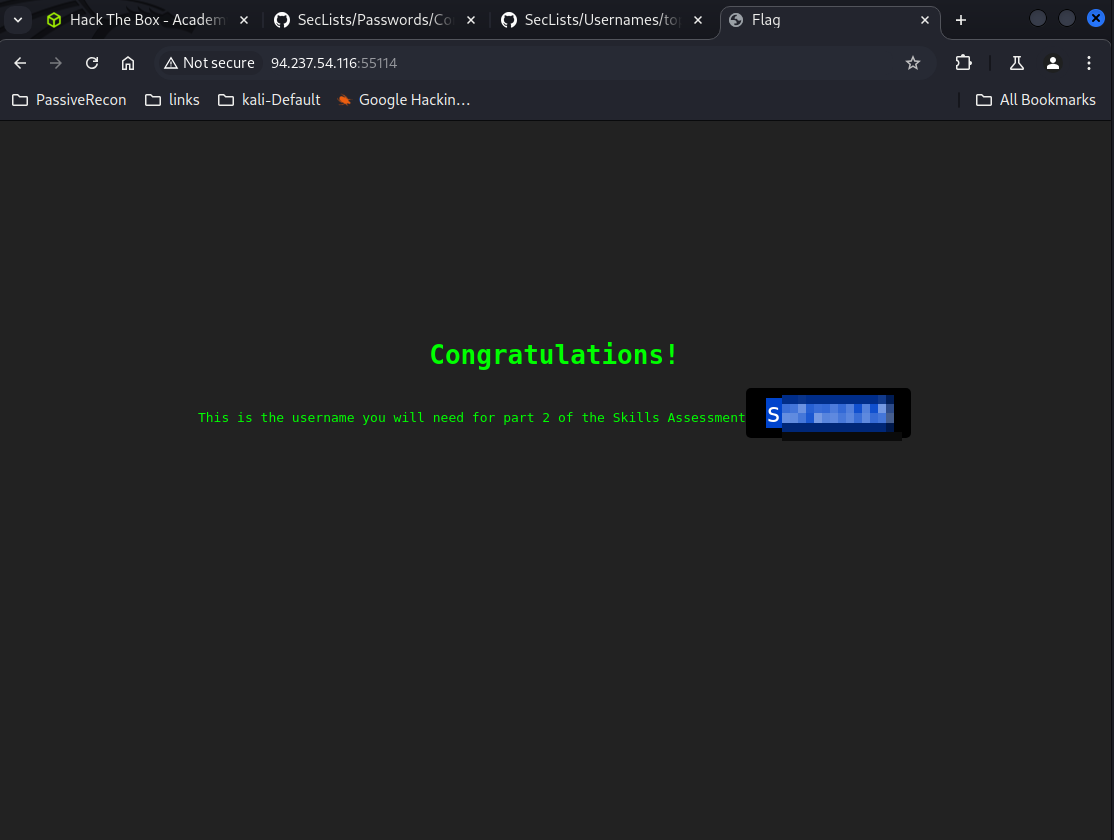 Hack The Box - Academ
SecLists/Passwords/Co
SecLists/Usernames/to
Flag
Not secure 94.237.54.116:55114
PassiveRecon links kali-Default Google Hackin… All Bookmarks
Congratulations!
This is the username you will need for part 2 of the Skills Assessment S